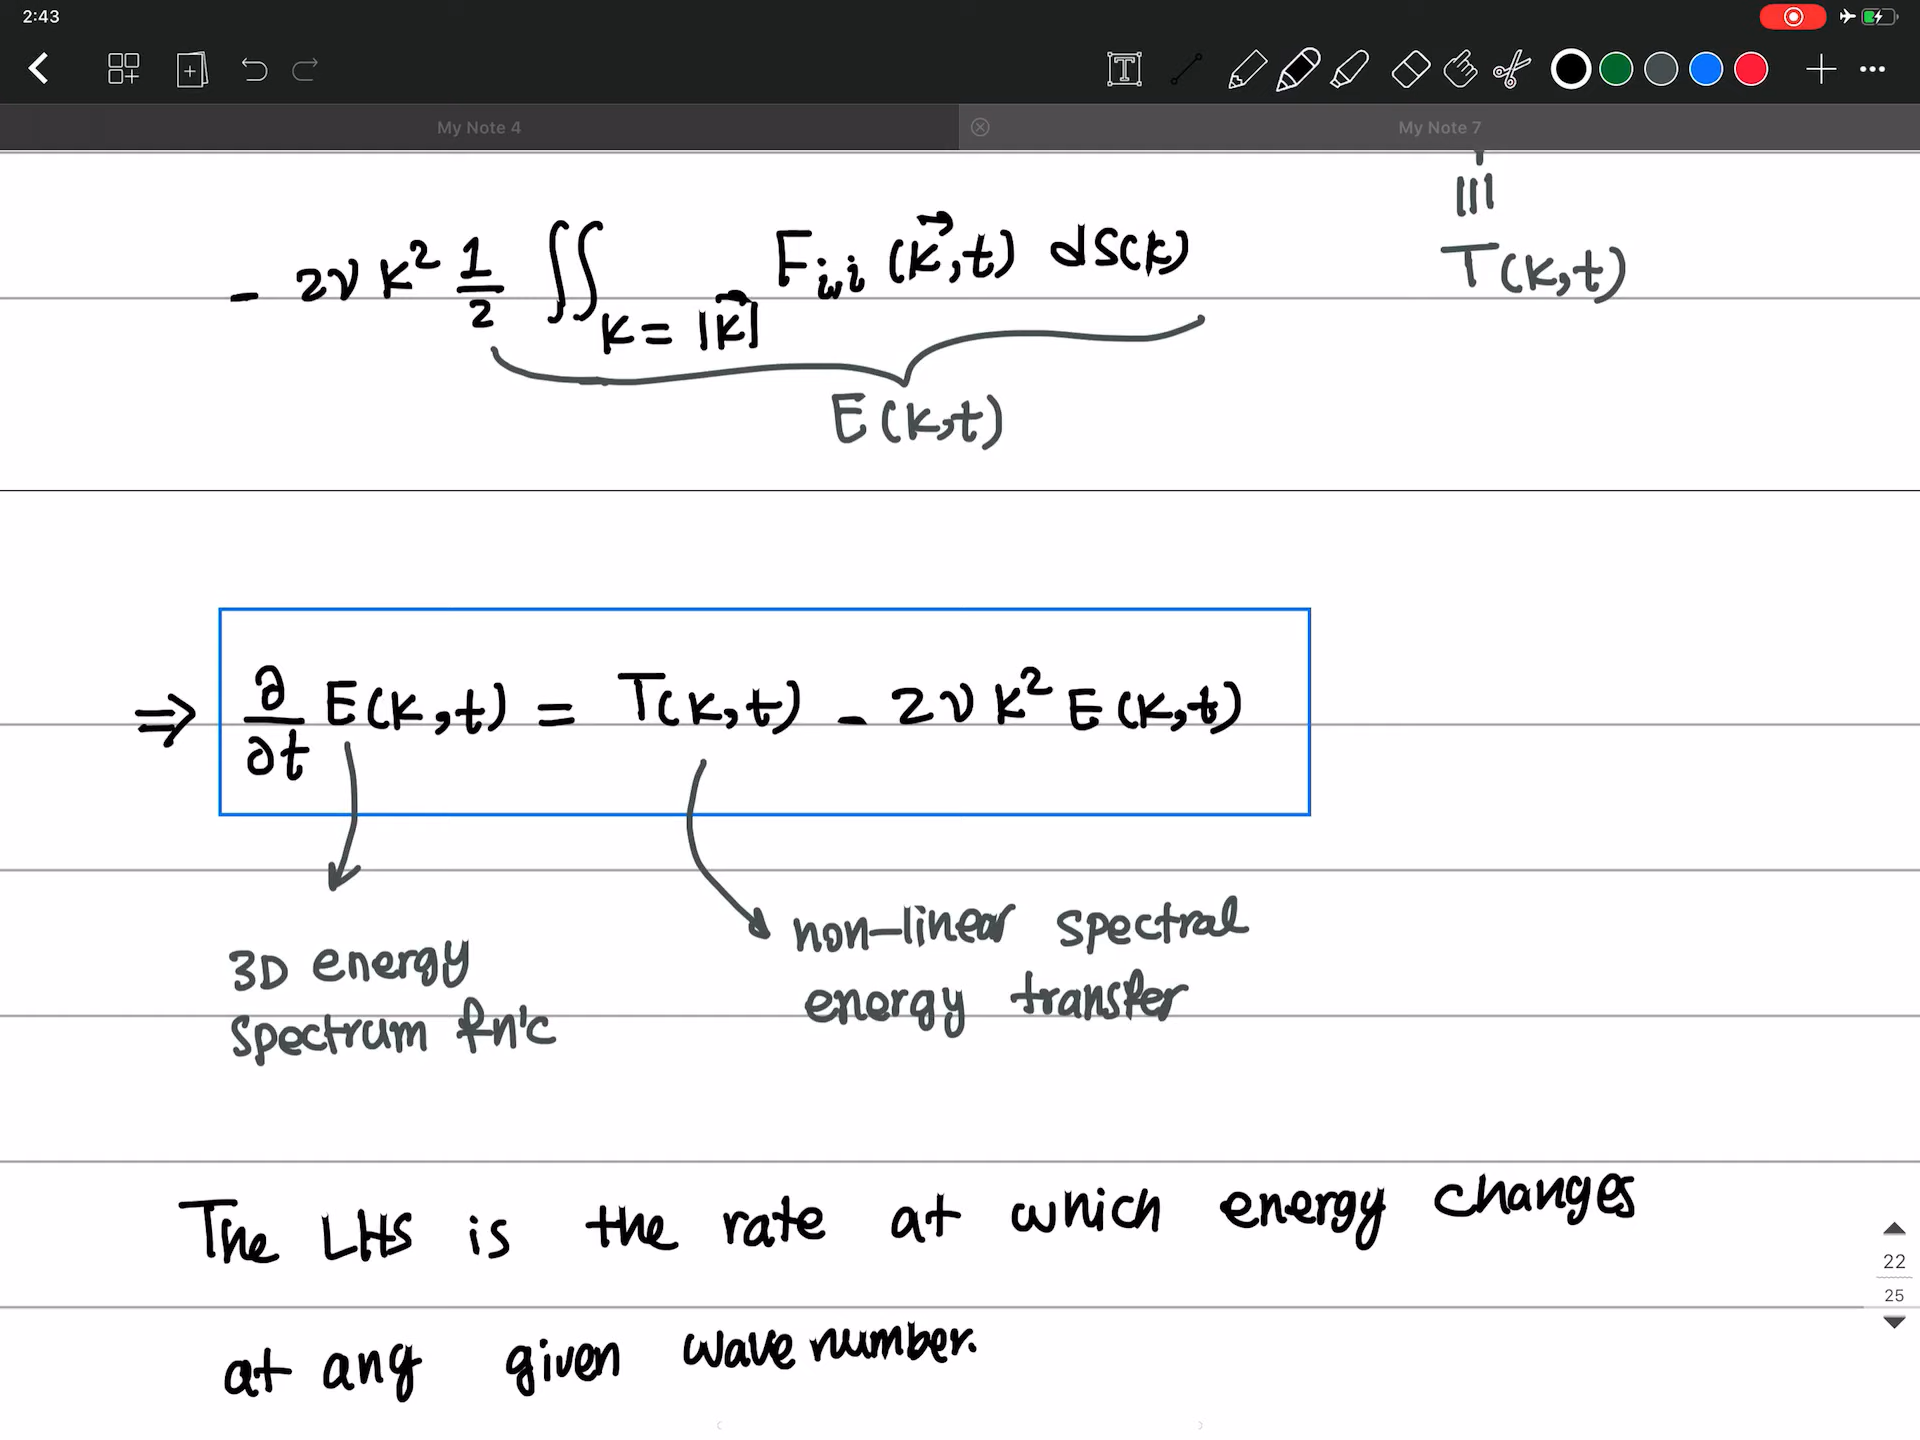 2:43
T
My Note 4
My Note 7
III
T(k,t)
- 2ν k² 1/2 ∬ k = |k⃗| F i,i (k⃗,t) dS(k)
E(k,t)
⇒ ∂/∂t E(k,t) = T(k,t) - 2ν k² E(k,t)
3D energy
spectrum fn'c
non-linear spectral
energy transfer
The LHS is the rate at which energy changes
at any given wave number.
22
25